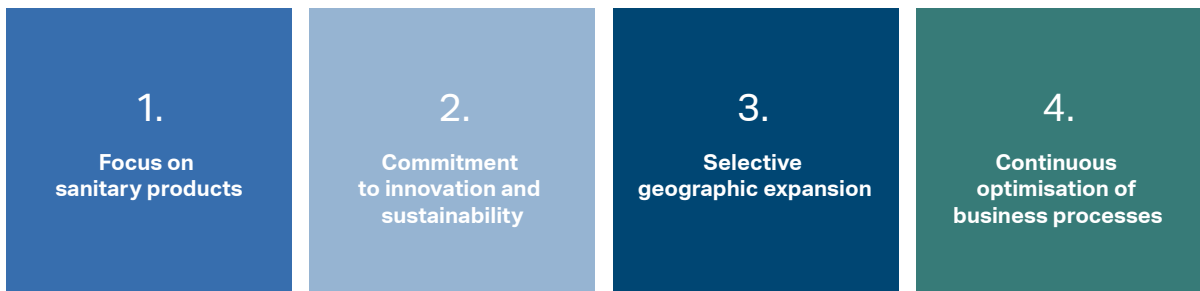 1.
Focus on
sanitary products
2.
Commitment
to innovation and
sustainability
3.
Selective
geographic expansion
4.
Continuous
optimisation of
business processes